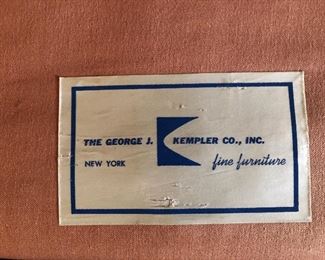 THE GEORGE J. KEMPLER CO., INC.
NEW YORK fine furniture